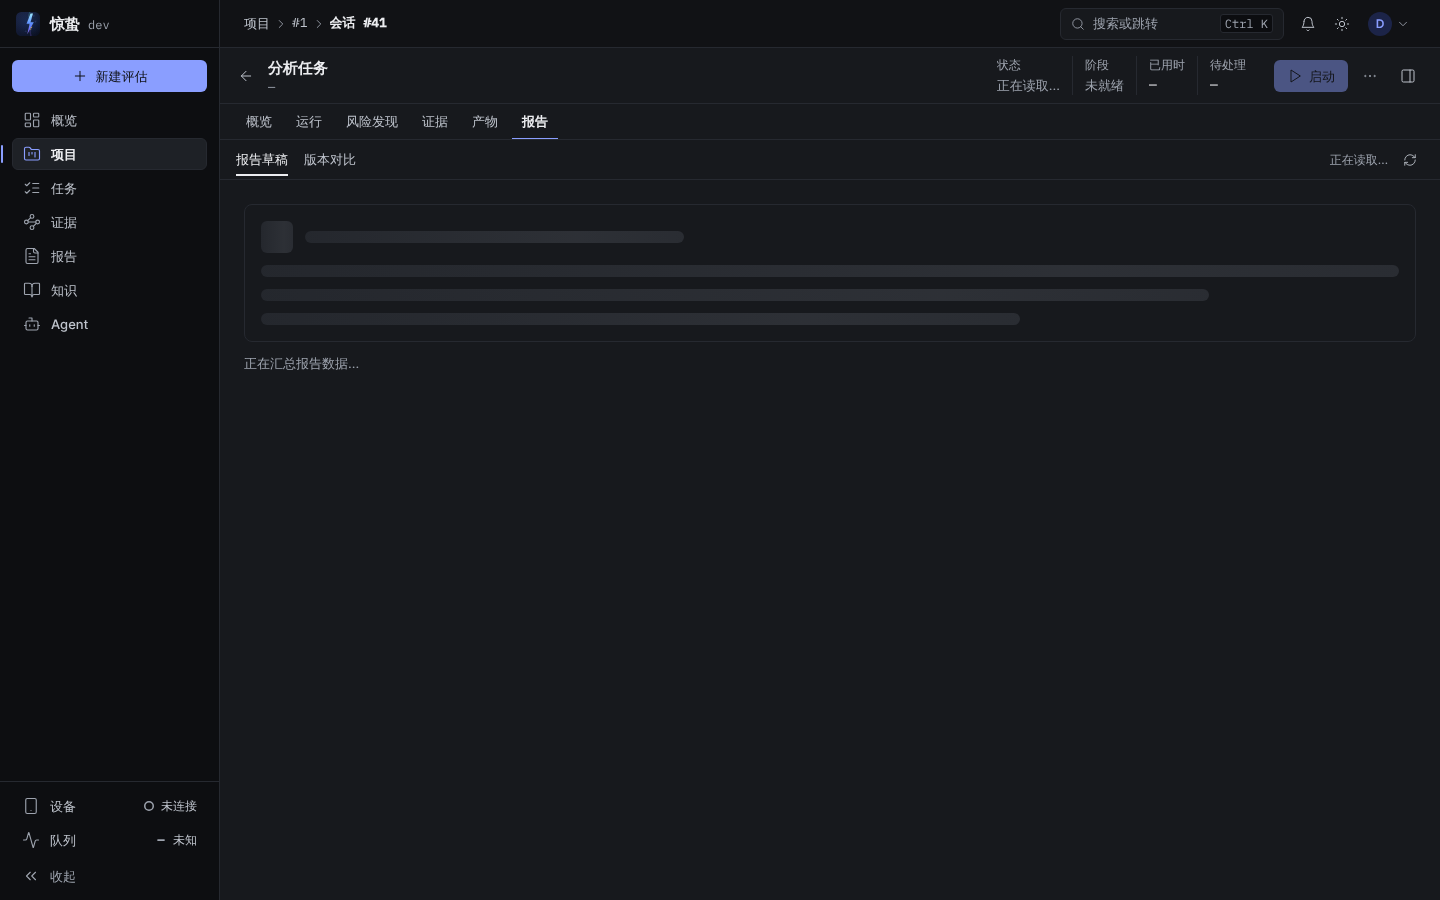 惊蛰 dev
项目 > #1 > 会话 #41
搜索或跳转 Ctrl K
D
新建评估
概览
项目
任务
证据
报告
知识
Agent
分析任务
—
状态
正在读取...
阶段
未就绪
已用时
—
待处理
—
启动
概览 运行 风险发现 证据 产物 报告
报告草稿 版本对比
正在读取...
正在汇总报告数据...
设备 未连接
队列 — 未知
收起